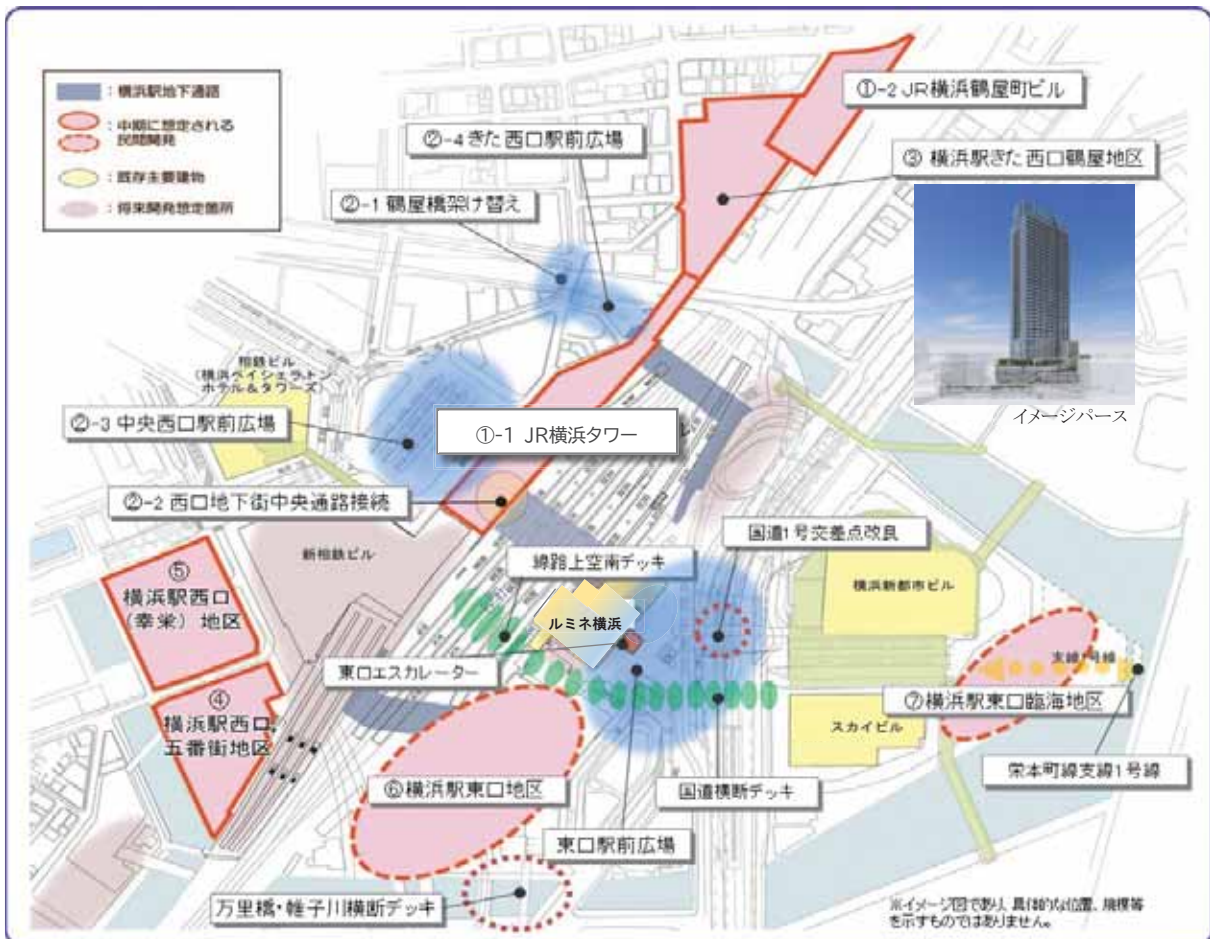 ：横浜駅地下通路
：中期に想定される
民間開発
：既存主要建物
：将来開発想定箇所
①-2 JR横浜鶴屋町ビル
②-4 きた西口駅前広場
③ 横浜駅きた西口鶴屋地区
②-1 鶴屋橋架け替え
イメージパース
相鉄ビル
(横浜ベイシェラトン
ホテル&タワーズ)
②-3 中央西口駅前広場
①-1 JR横浜タワー
ル
②-2 西口地下街中央通路接続
国道1号交差点改良
新相鉄ビル
線路上空南デッキ
横浜新都市ビル
⑤
横浜駅西口
(幸栄) 地区
ルミネ横浜
東口エスカレーター
支線1号線
④
横浜駅西口
五番街地区
⑦横浜駅東口臨海地区
スカイビル
栄本町線支線1号線
⑥横浜駅東口地区
国道横断デッキ
東口駅前広場
万里橋・帷子川横断デッキ
※イメージ図であり、具体的な位置、規模等
を示すものではありません。